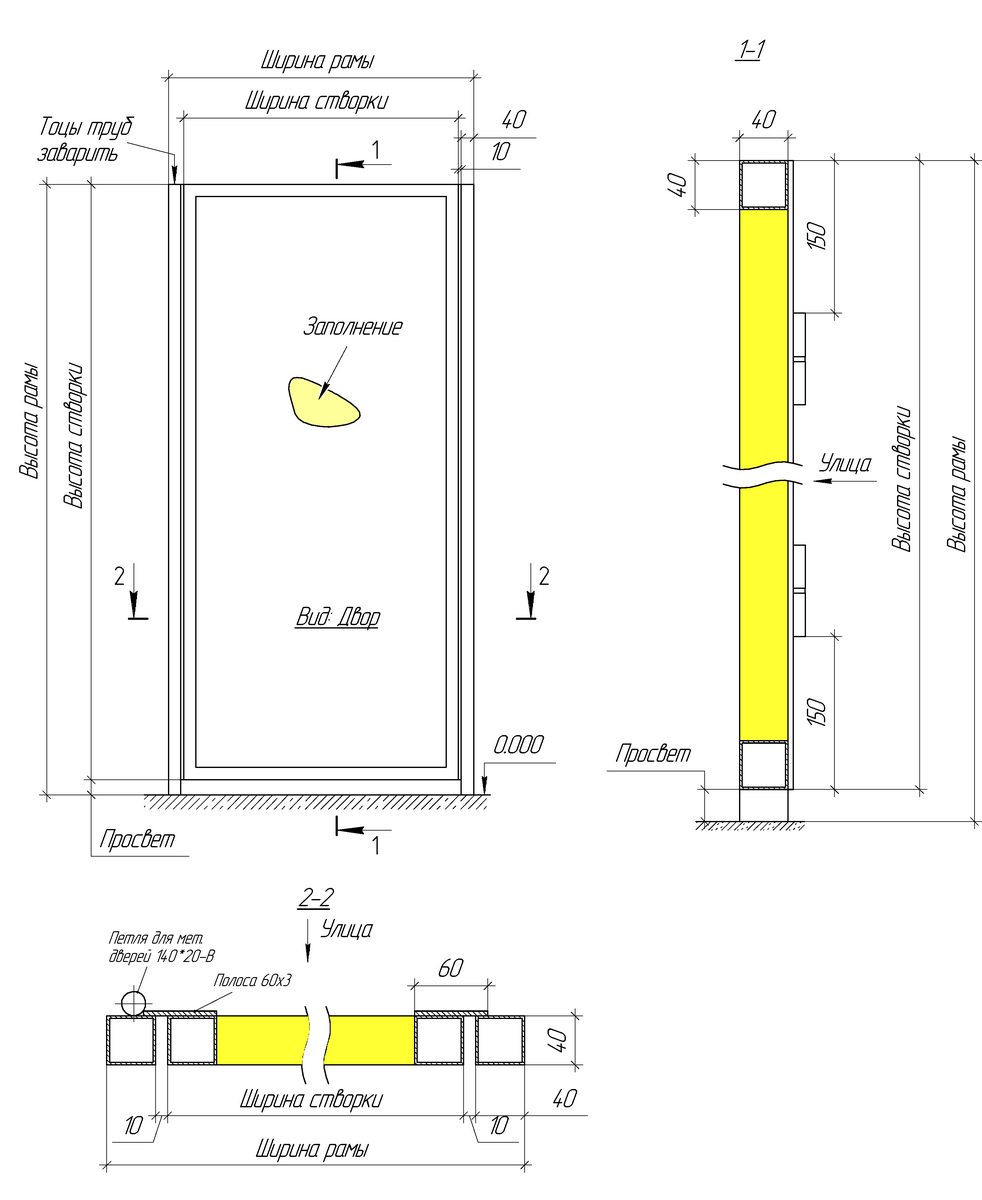 Ширина рамы
Ширина створки
40
10
Тоцы труб
заварить
1
Заполнение
Высота рамы
Высота створки
2
2
Вид: Двор
0.000
Просвет
1
1-1
40
40
150
Улица
Высота створки
Высота рамы
150
Просвет
2-2
Улица
Петля для мет.
дверей 140*20-В
Полоса 60х3
60
40
Ширина створки
40
10
10
Ширина рамы